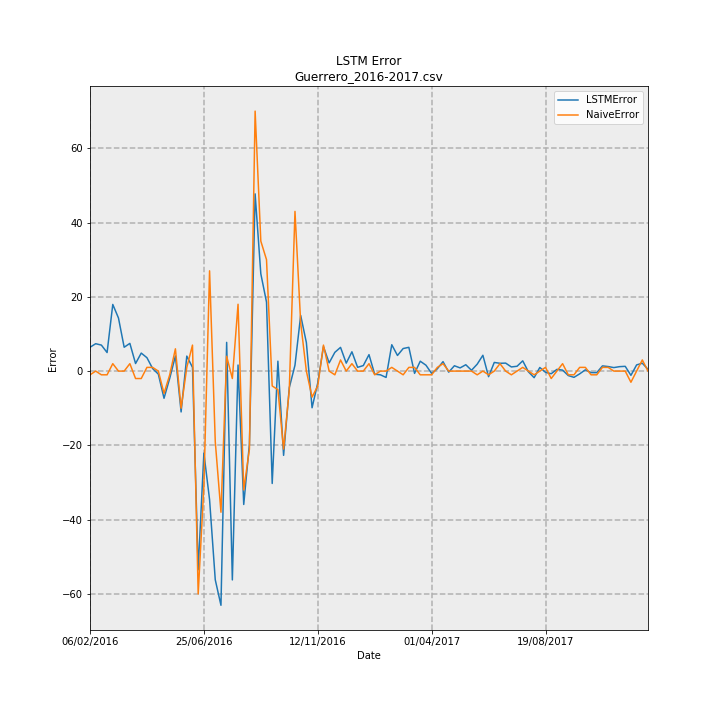 LSTM Error
Guerrero_2016-2017.csv
LSTMError
NaiveError
60
40
20
0
−20
−40
−60
Error
06/02/2016
25/06/2016
12/11/2016
01/04/2017
19/08/2017
Date